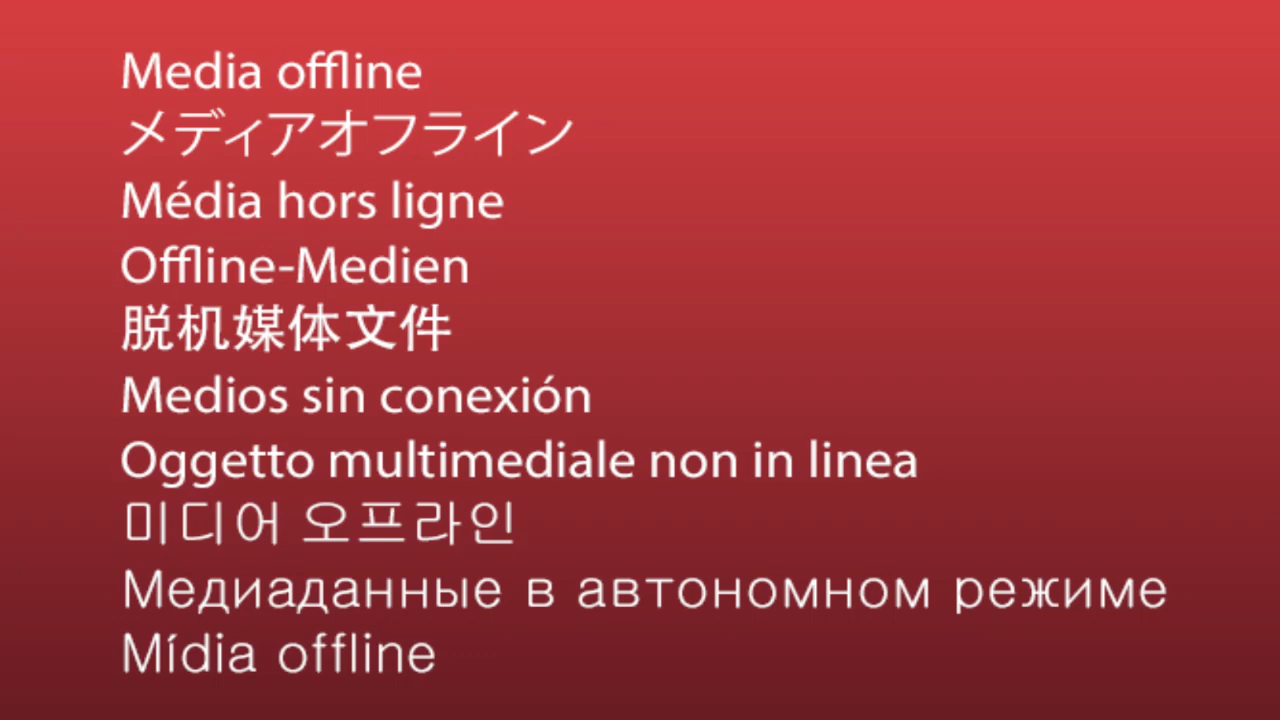 Media offline
メディアオフライン
Média hors ligne
Offline-Medien
脱机媒体文件
Medios sin conexión
Oggetto multimediale non in linea
미디어 오프라인
Медиаданные в автономном режиме
Mídia offline